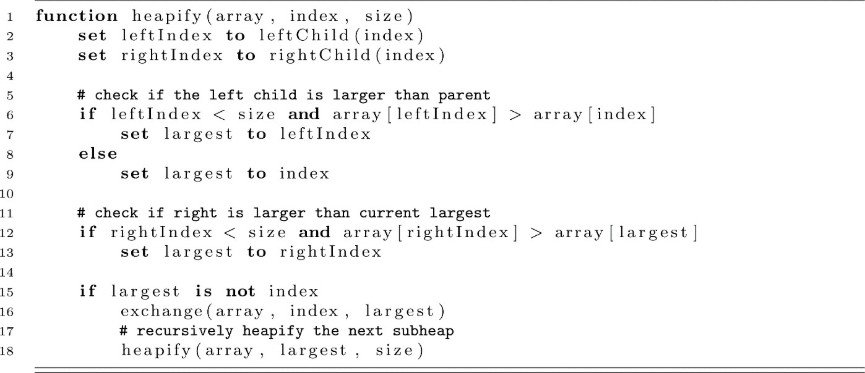 1 function heapify(array, index, size)
2 set leftIndex to leftChild(index)
3 set rightIndex to rightChild(index)
4
5 # check if the left child is larger than parent
6 if leftIndex < size and array[leftIndex] > array[index]
7 set largest to leftIndex
8 else
9 set largest to index
10
11 # check if right is larger than current largest
12 if rightIndex < size and array[rightIndex] > array[largest]
13 set largest to rightIndex
14
15 if largest is not index
16 exchange(array, index, largest)
17 # recursively heapify the next subheap
18 heapify(array, largest, size)